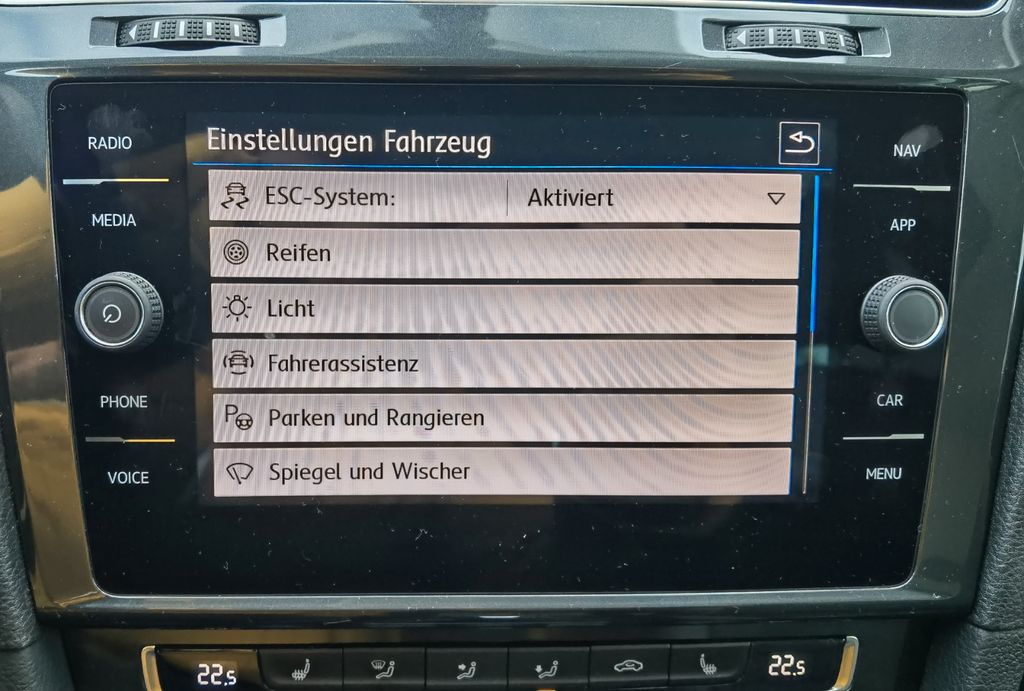 RADIO
MEDIA
PHONE
VOICE
Einstellungen Fahrzeug
ESC-System: Aktiviert
Reifen
Licht
Fahrerassistenz
Parken und Rangieren
Spiegel und Wischer
NAV
APP
CAR
MENU
22.5
22.5